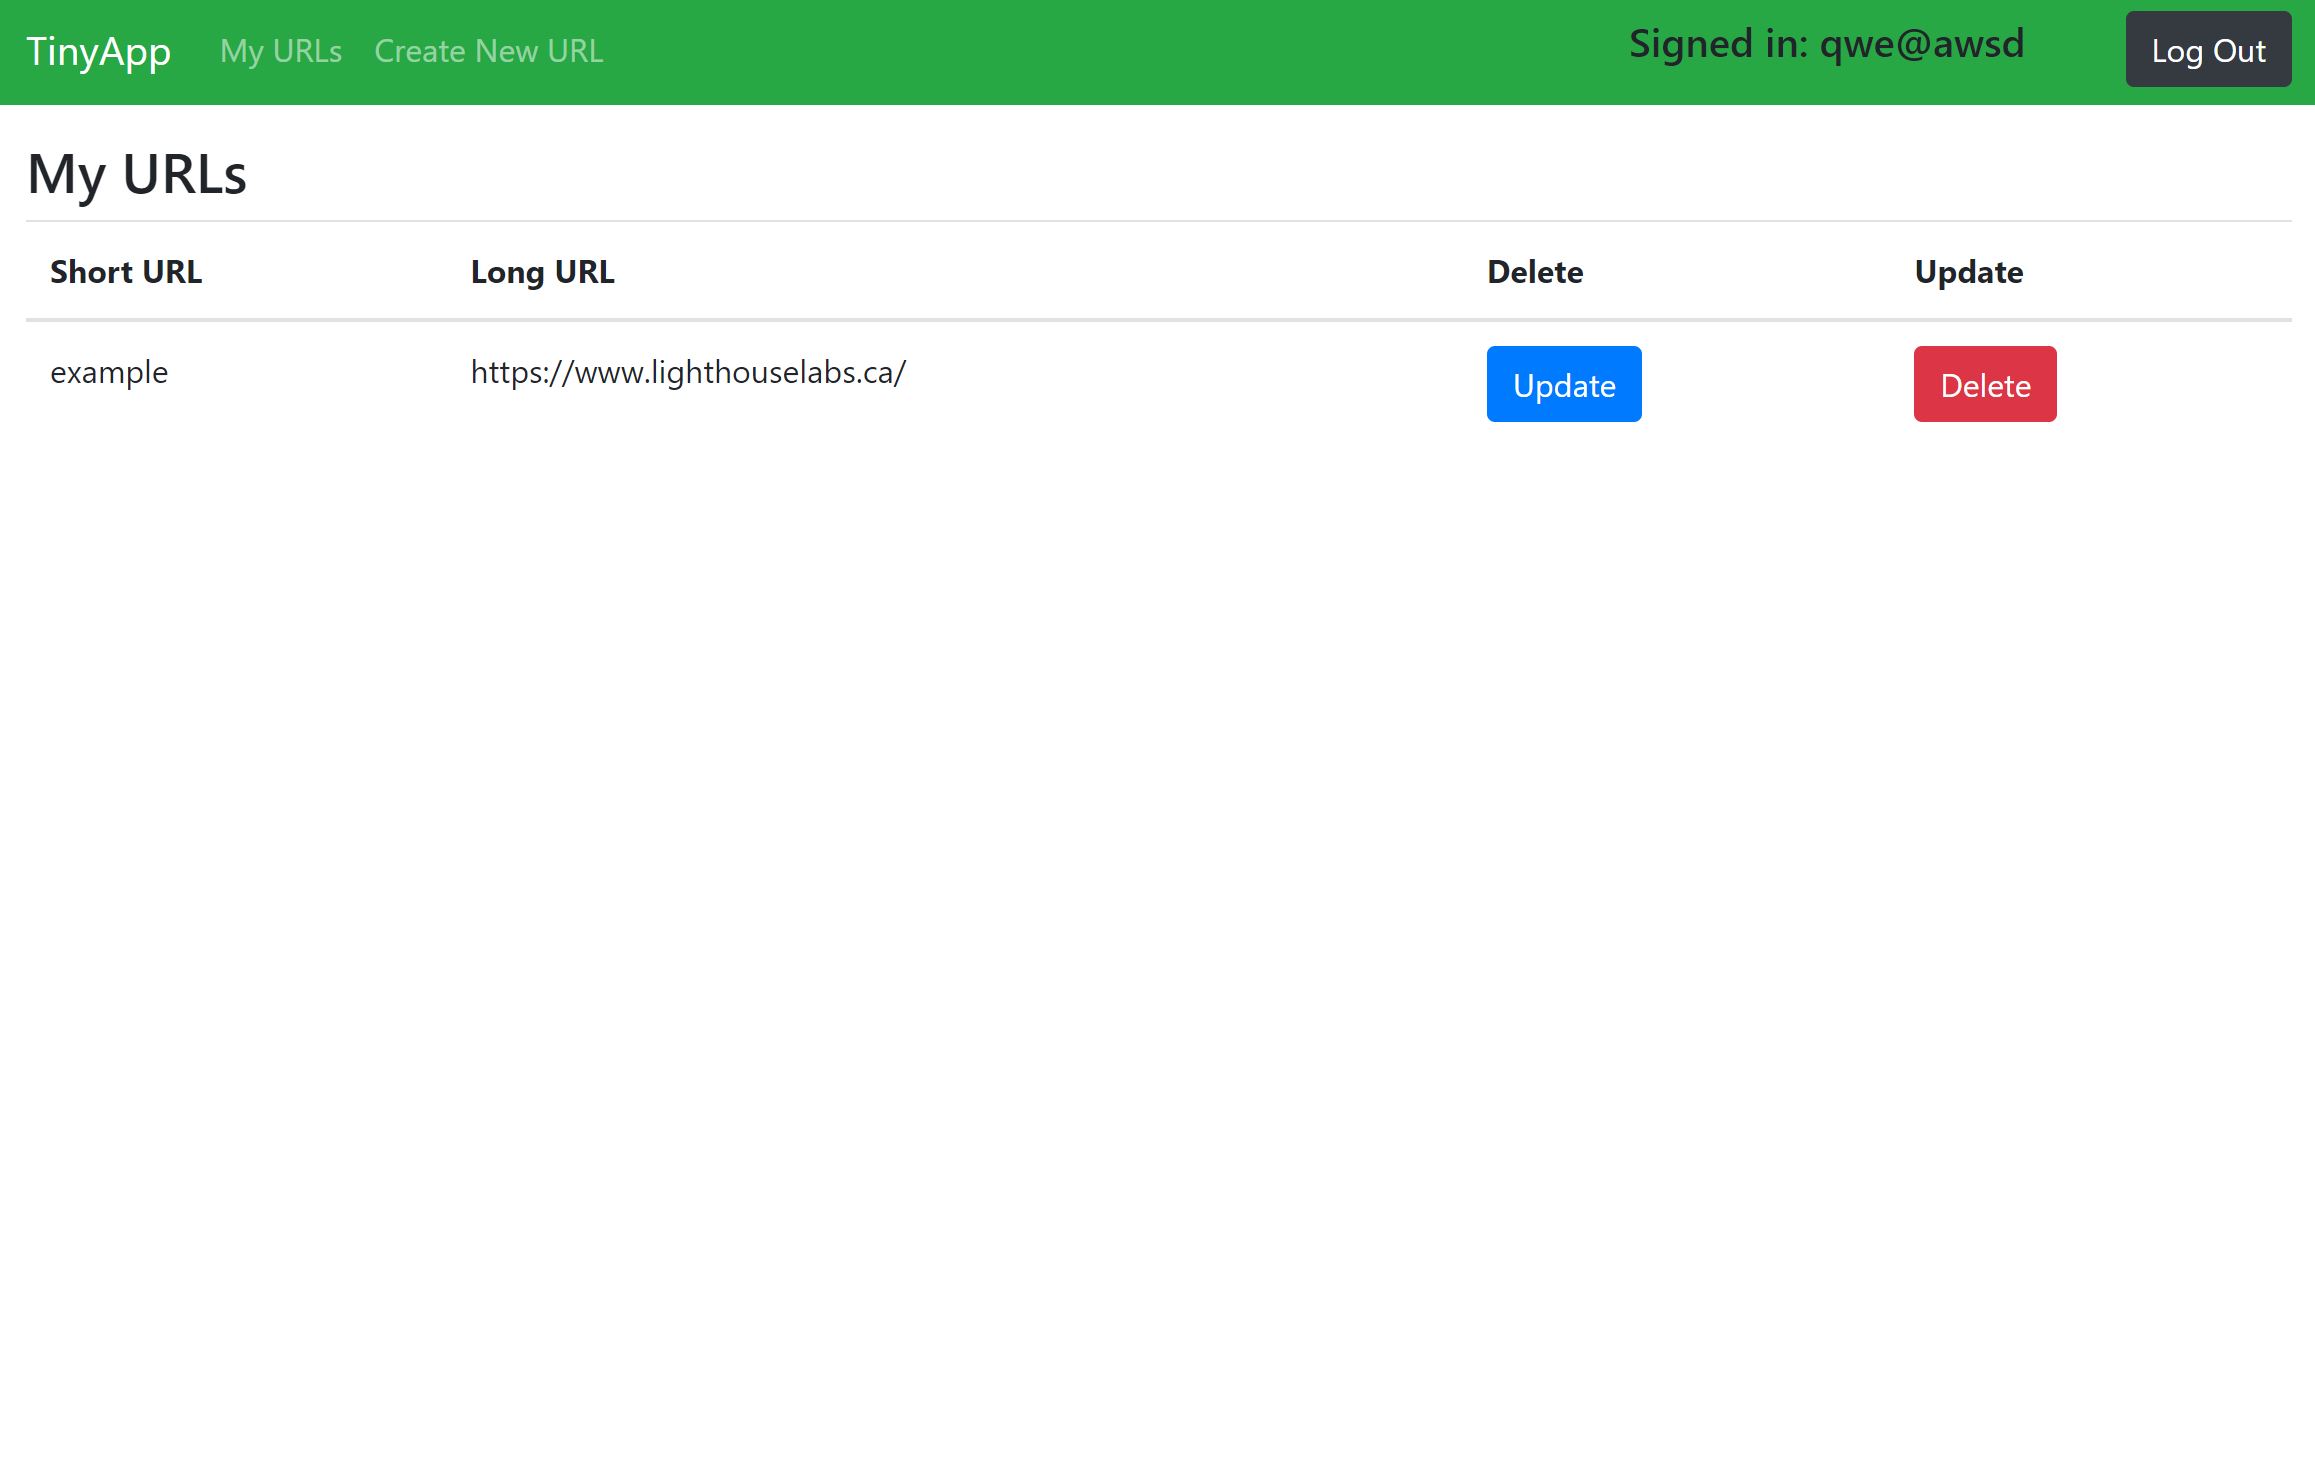 TinyApp My URLs Create New URL Signed in: qwe@awsd Log Out
My URLs
Short URL Long URL Delete Update
example https://www.lighthouselabs.ca/ Update Delete